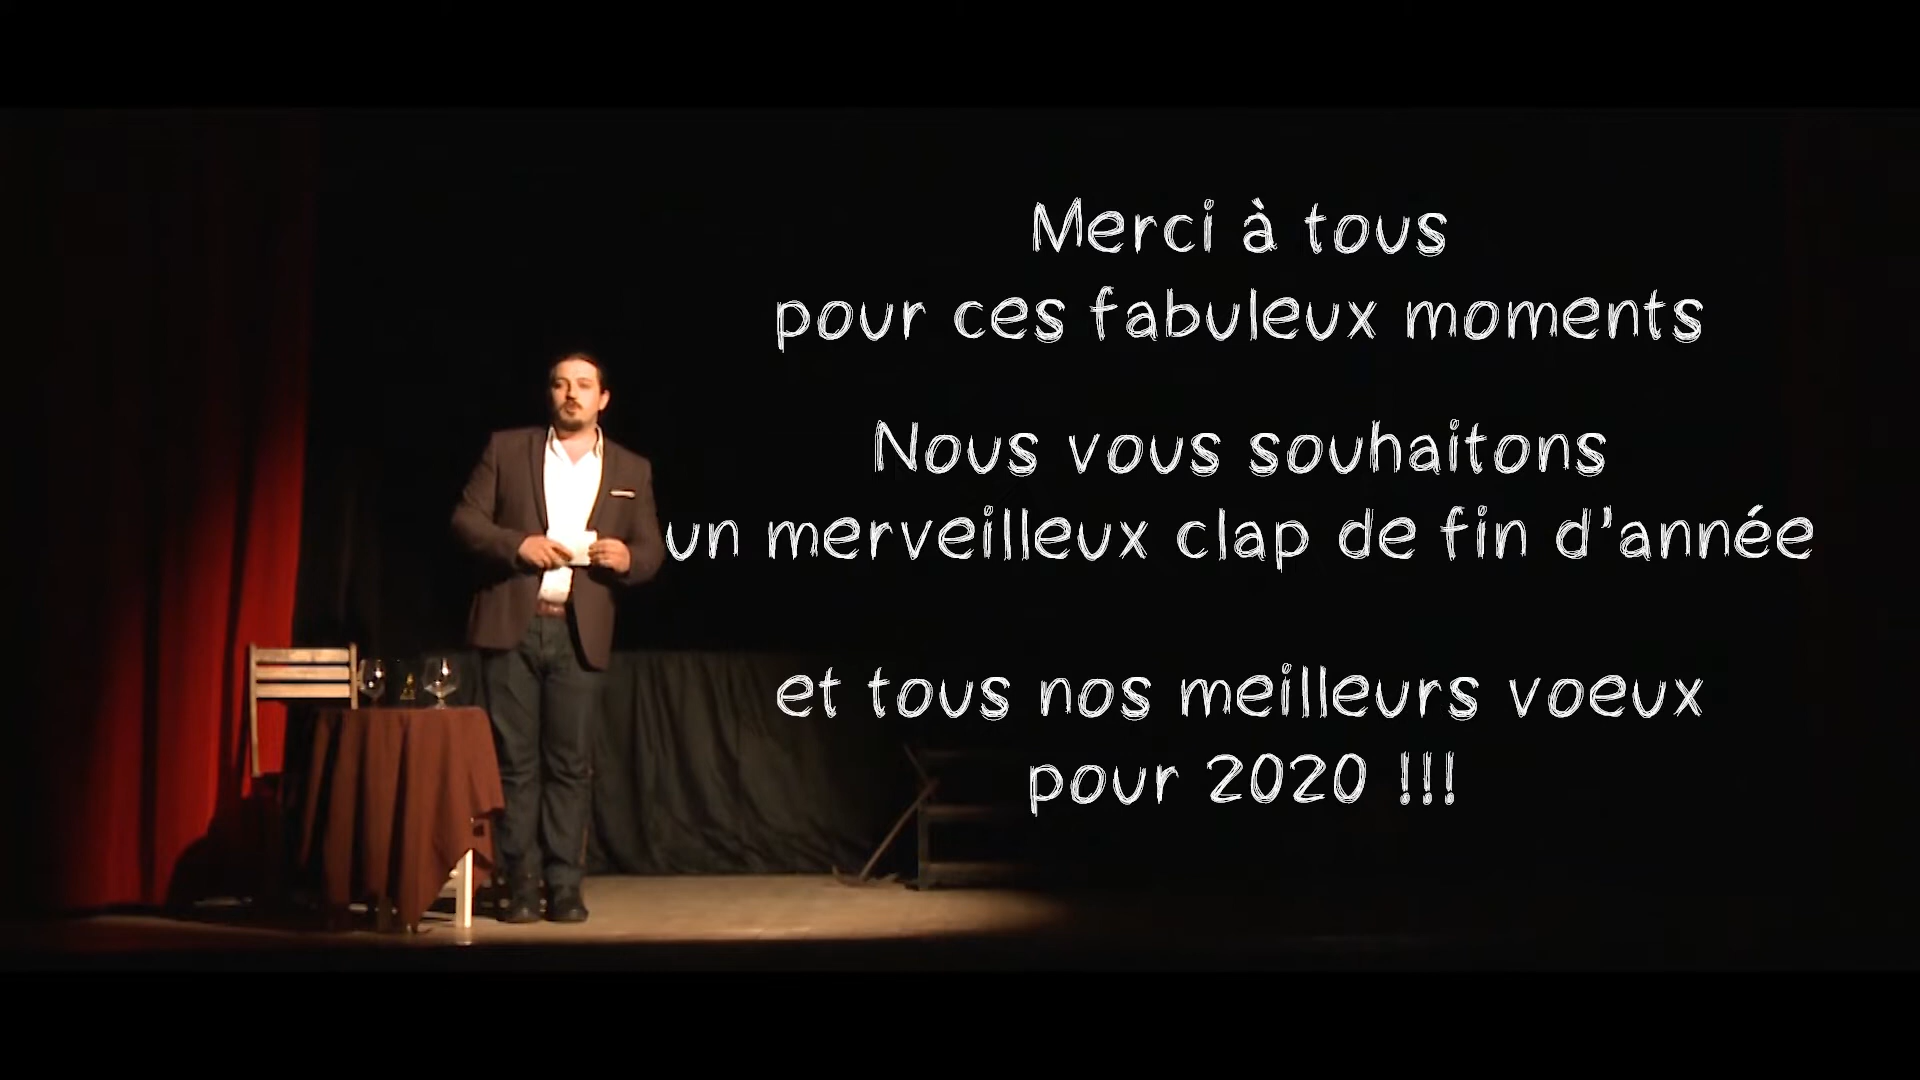 Merci à tous
pour ces fabuleux moments
Nous vous souhaitons
un merveilleux clap de fin d'année
et tous nos meilleurs voeux
pour 2020 !!!